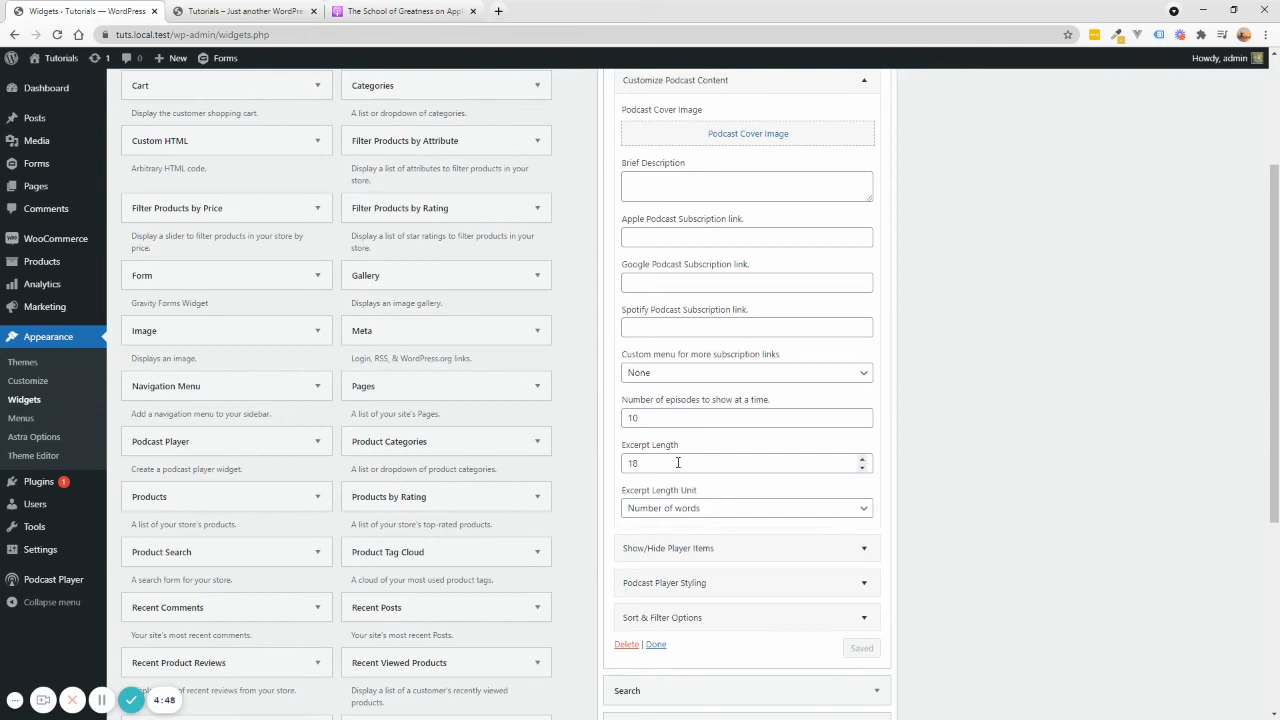 Widgets ‹ Tutorials — WordPress
Tutorials – Just another WordPre
The School of Greatness on Appl
tuts.local.test/wp-admin/widgets.php
Tutorials
1
0
New
Forms
Howdy, admin
Dashboard
Posts
Media
Forms
Pages
Comments
WooCommerce
Products
Analytics
Marketing
Appearance
Themes
Customize
Widgets
Menus
Astra Options
Theme Editor
Plugins 1
Users
Tools
Settings
Podcast Player
Collapse menu
4:48
Cart
Display the customer shopping cart.
Custom HTML
Arbitrary HTML code.
Filter Products by Price
Display a slider to filter products in your store by
price.
Form
Gravity Forms Widget
Image
Displays an image.
Navigation Menu
Add a navigation menu to your sidebar.
Podcast Player
Create a podcast player widget.
Products
A list of your store's products.
Product Search
A search form for your store.
Recent Comments
Your site's most recent comments.
Recent Product Reviews
of recent reviews from your store.
Categories
A list or dropdown of categories.
Filter Products by Attribute
Display a list of attributes to filter products in your
store.
Filter Products by Rating
Display a list of star ratings to filter products in your
store.
Gallery
Displays an image gallery.
Meta
Login, RSS, & WordPress.org links.
Pages
A list of your site's Pages.
Product Categories
A list or dropdown of product categories.
Products by Rating
A list of your store's top-rated products.
Product Tag Cloud
A cloud of your most used product tags.
Recent Posts
Your site's most recent Posts.
Recent Viewed Products
Display a list of a customer's recently viewed
products.
Customize Podcast Content
Podcast Cover Image
Podcast Cover Image
Brief Description
Apple Podcast Subscription link.
Google Podcast Subscription link.
Spotify Podcast Subscription link.
Custom menu for more subscription links
None
Number of episodes to show at a time.
10
Excerpt Length
18
Excerpt Length Unit
Number of words
Show/Hide Player Items
Podcast Player Styling
Sort & Filter Options
Delete | Done
Saved
Search